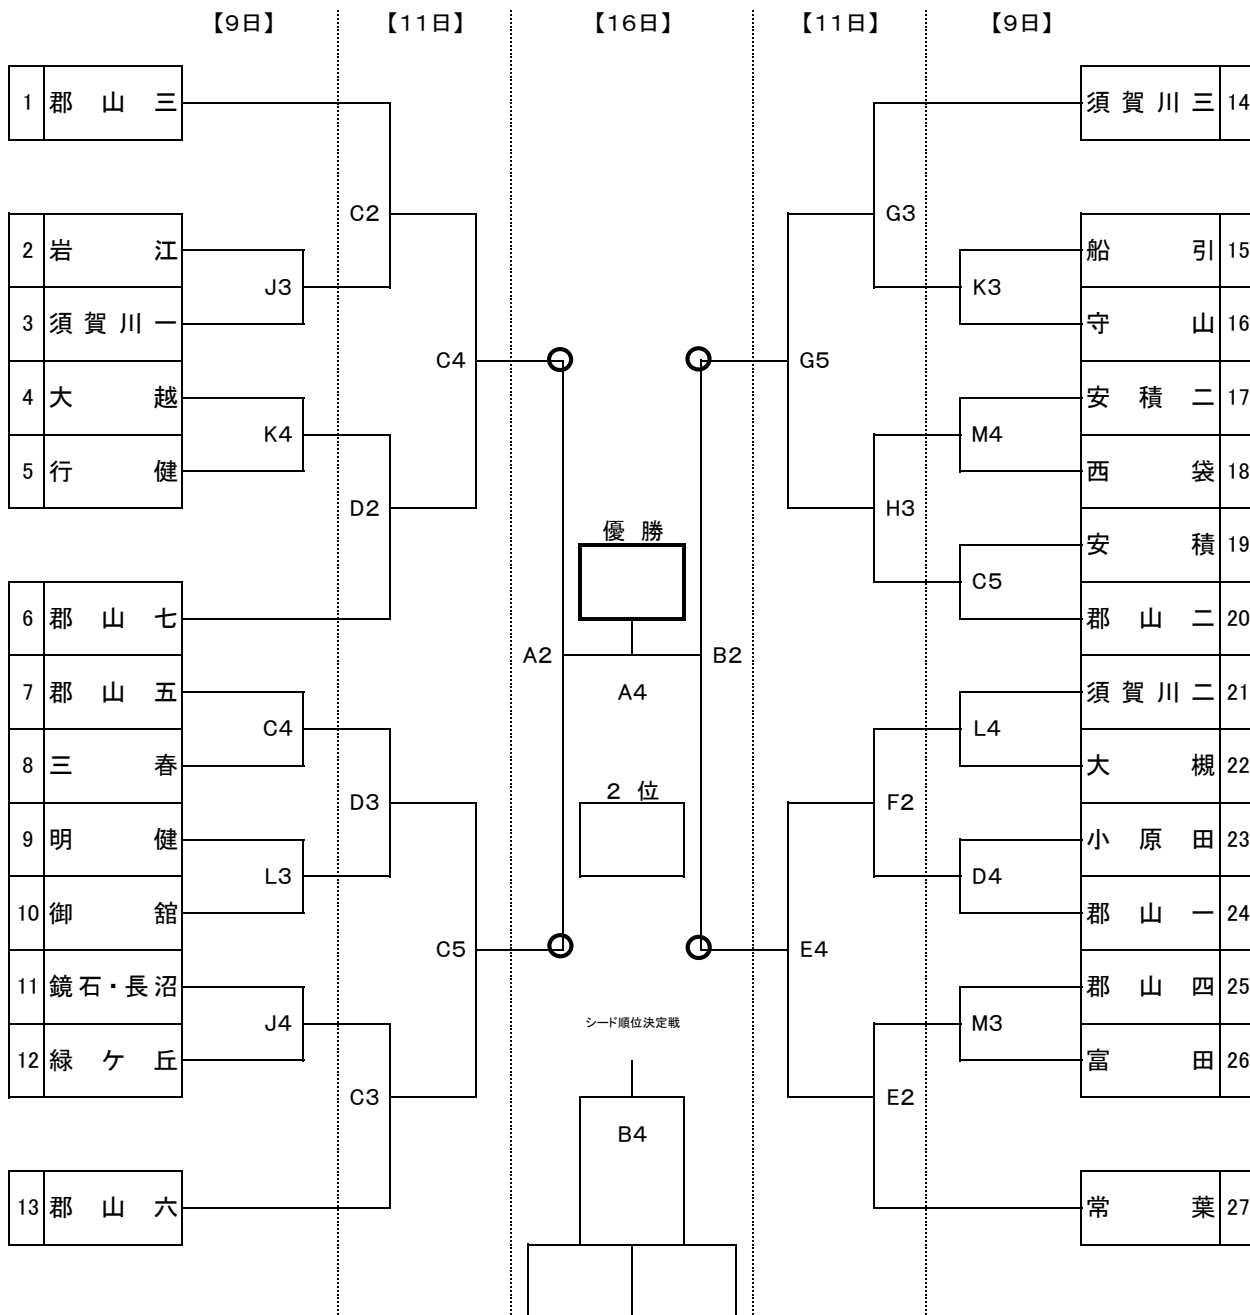 【9日】 【11日】 【16日】 【11日】 【9日】
1 郡山三
2 岩江
3 須賀川一
4 大越
5 行健
6 郡山七
7 郡山五
8 三春
9 明健
10 御舘
11 鏡石・長沼
12 緑ケ丘
13 郡山六
J3
K4
C4
L3
J4
C2
D2
D3
C3
C4
C5
A2
優勝
A4
2位
B2
シード順位決定戦
B4
G5
E4
G3
H3
F2
E2
K3
M4
C5
L4
D4
M3
須賀川三 14
船引 15
守山 16
安積二 17
西袋 18
安積 19
郡山二 20
須賀川二 21
大槻 22
小原田 23
郡山一 24
郡山四 25
富田 26
常葉 27